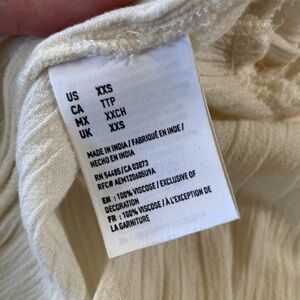 US XXS
CA TTP
MX XXCH
UK XXS
MADE IN INDIA / FABRIQUÉ EN INDE /
HECHO EN INDIA
RN 54485/CA 03873
RFC# AEM1206065U9A
EN : 100% VISCOSE / EXCLUSIVE OF
DECORATION
FR : 100% VISCOSE / À L'EXCEPTION DE
LA GARNITURE